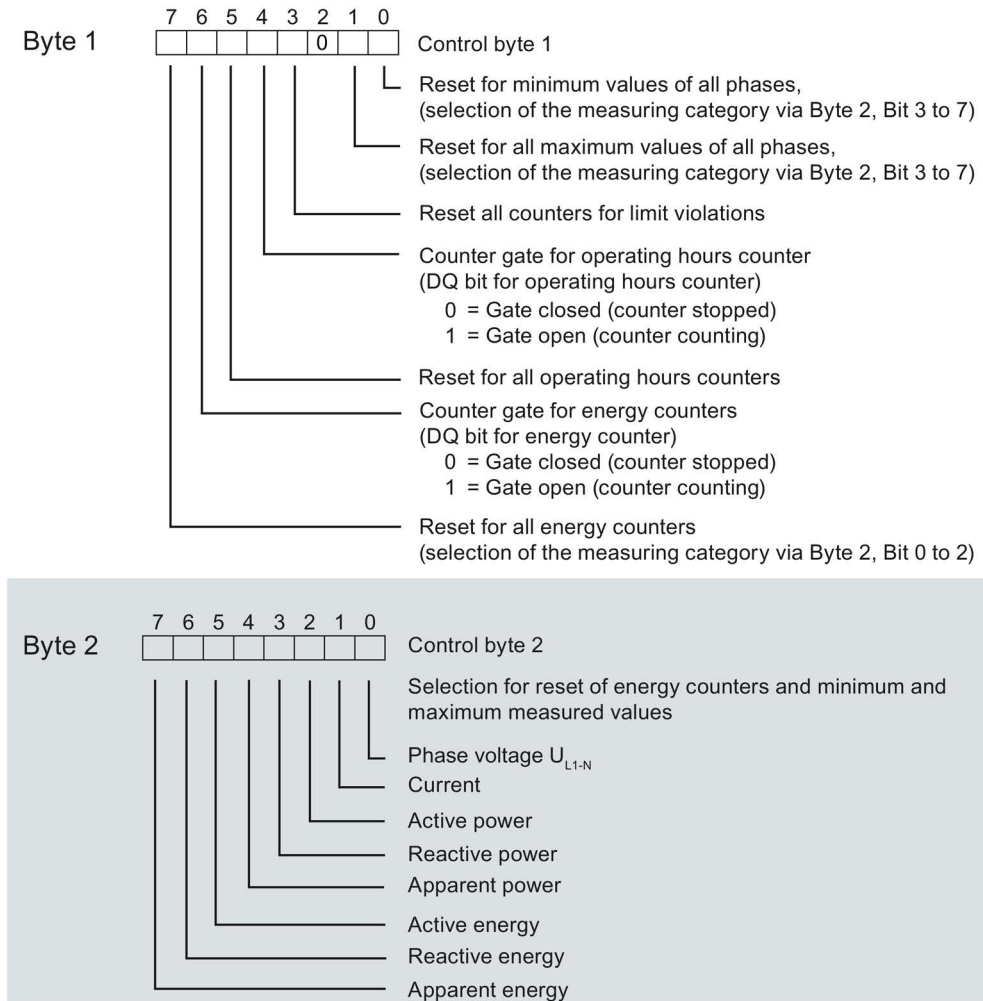 7 6 5 4 3 2 1 0
Byte 1
0
Control byte 1
Reset for minimum values of all phases,
(selection of the measuring category via Byte 2, Bit 3 to 7)
Reset for all maximum values of all phases,
(selection of the measuring category via Byte 2, Bit 3 to 7)
Reset all counters for limit violations
Counter gate for operating hours counter
(DQ bit for operating hours counter)
0 = Gate closed (counter stopped)
1 = Gate open (counter counting)
Reset for all operating hours counters
Counter gate for energy counters
(DQ bit for energy counter)
0 = Gate closed (counter stopped)
1 = Gate open (counter counting)
Reset for all energy counters
(selection of the measuring category via Byte 2, Bit 0 to 2)
7 6 5 4 3 2 1 0
Byte 2
Control byte 2
Selection for reset of energy counters and minimum and
maximum measured values
Phase voltage U L1-N
Current
Active power
Reactive power
Apparent power
Active energy
Reactive energy
Apparent energy